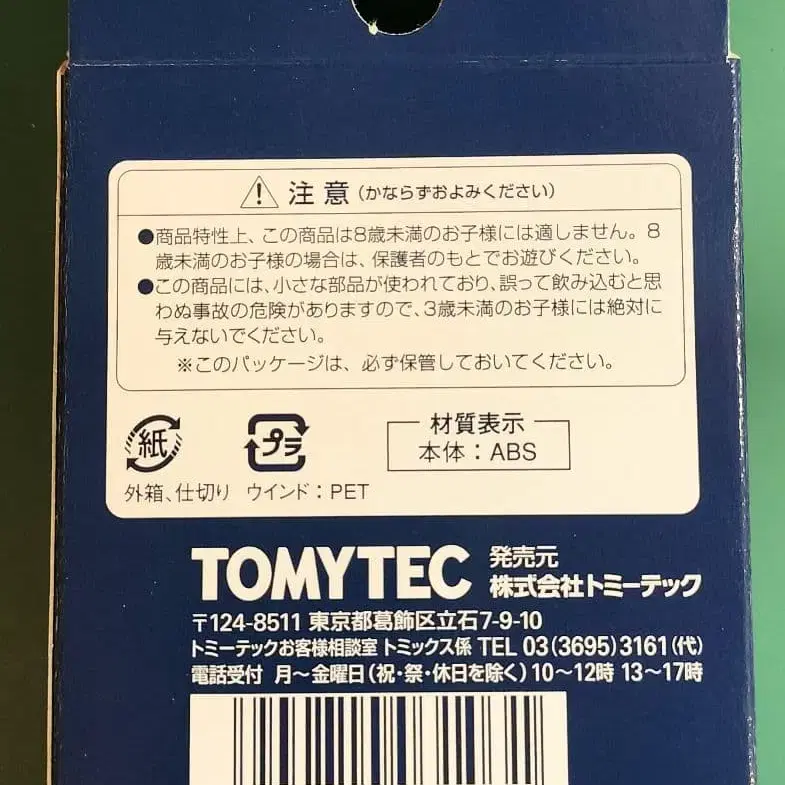 注意(かならずおよみください)
●商品特性上、この商品は8歳未満のお子様には適しません。8
歳未満のお子様の場合は、保護者のもとでお遊びください。
●この商品には、小さな部品が使われており、誤って飲み込むと思
わぬ事故の危険がありますので、3歳未満のお子様には絶対に
与えないでください。
※このパッケージは、必ず保管しておいてください。
紙
プラ
外箱、仕切り ウインド：PET
材質表示
本体：ABS
TOMYTEC 発売元
株式会社トミーテック
〒124-8511 東京都葛飾区立石7-9-10
トミーテックお客様相談室 トミックス係 TEL 03(3695)3161(代)
電話受付 月〜金曜日(祝・祭・休日を除く)10〜12時 13〜17時